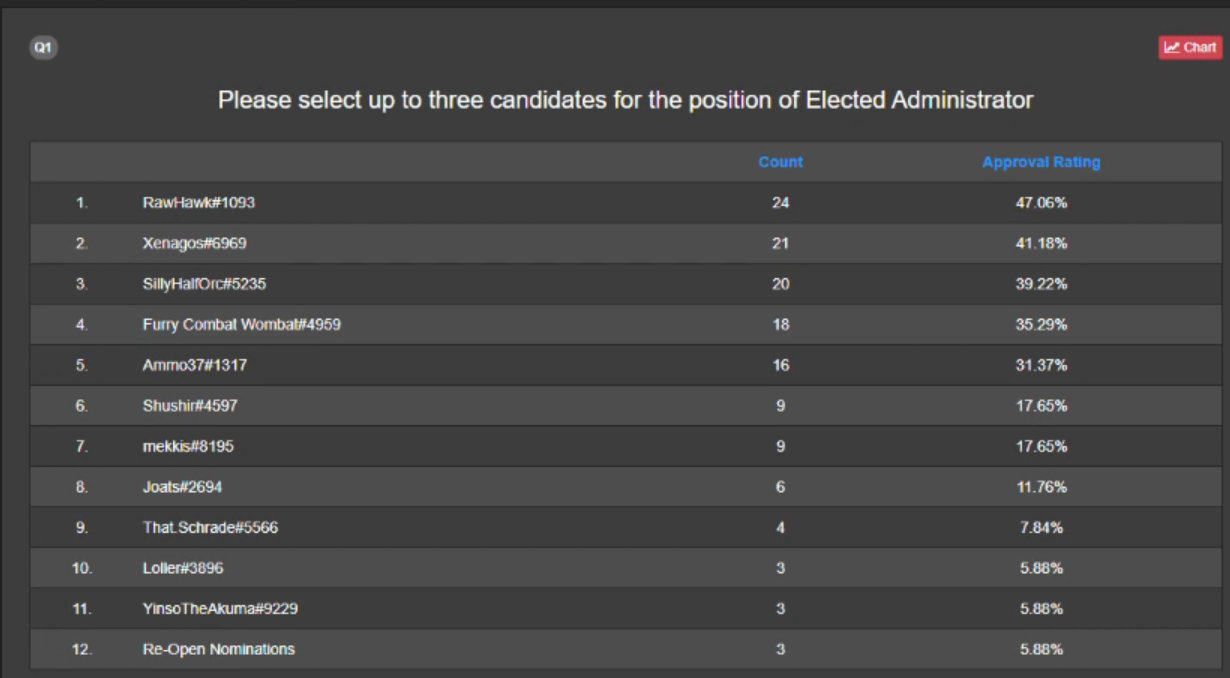 Q1
Chart
Please select up to three candidates for the position of Elected Administrator
Count Approval Rating
1. RawHawk#1093 24 47.06%
2. Xenagos#6969 21 41.18%
3. SillyHalfOrc#5235 20 39.22%
4. Furry Combat Wombat#4959 18 35.29%
5. Ammo37#1317 16 31.37%
6. Shushir#4597 9 17.65%
7. mekkis#8195 9 17.65%
8. Joats#2694 6 11.76%
9. That.Schrade#5566 4 7.84%
10. Loller#3896 3 5.88%
11. YinsoTheAkuma#9229 3 5.88%
12. Re-Open Nominations 3 5.88%